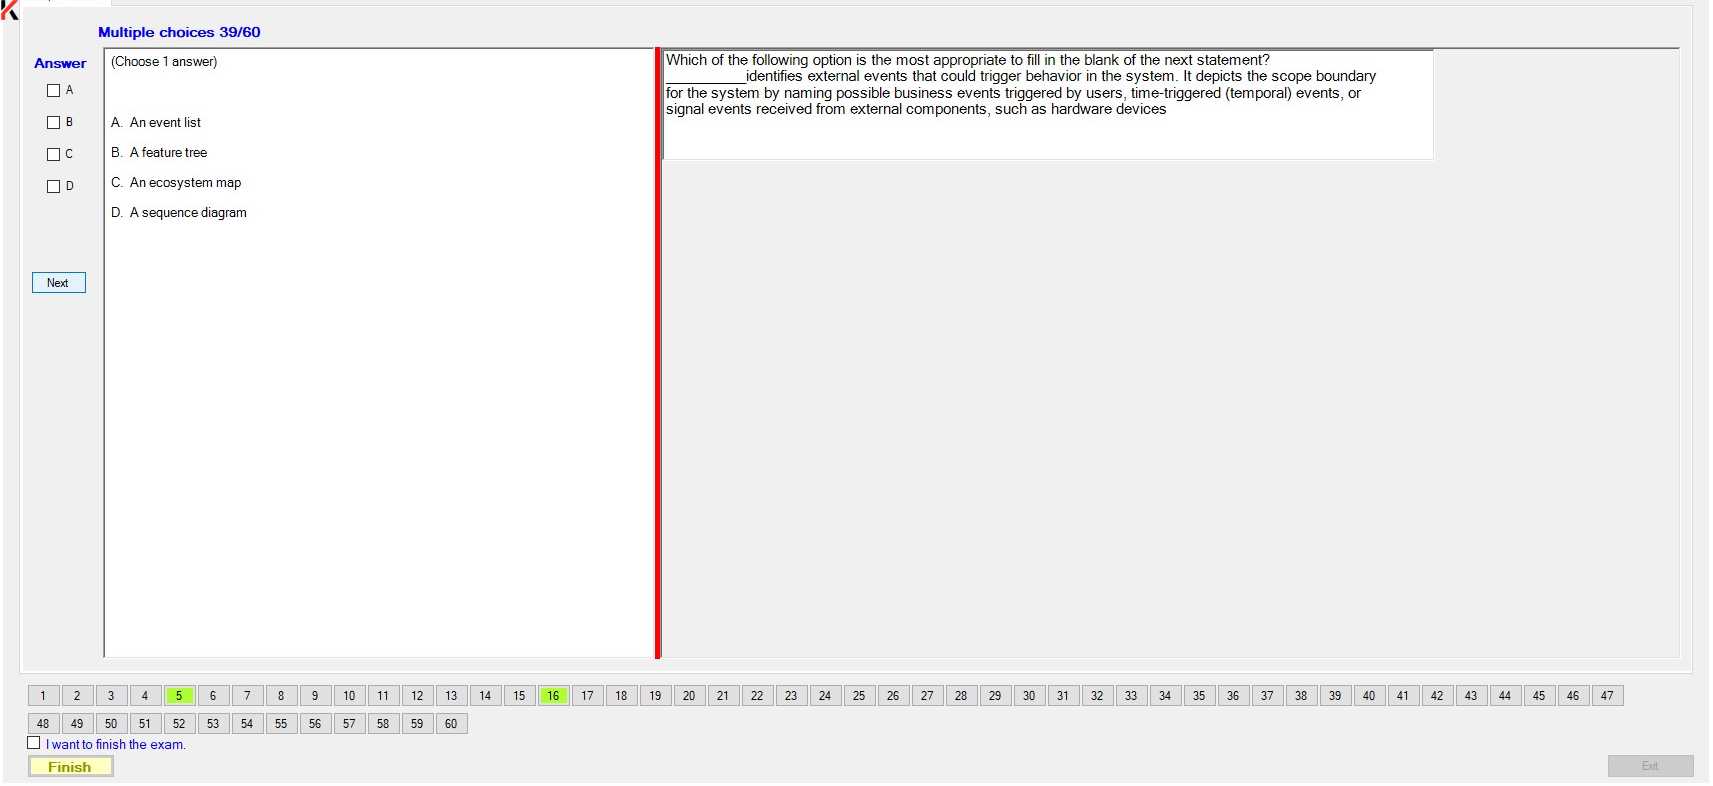 Multiple choices 39/60
Answer
A
B
C
D
Next
(Choose 1 answer)
A. An event list
B. A feature tree
C. An ecosystem map
D. A sequence diagram
Which of the following option is the most appropriate to fill in the blank of the next statement?
__________identifies external events that could trigger behavior in the system. It depicts the scope boundary
for the system by naming possible business events triggered by users, time-triggered (temporal) events, or
signal events received from external components, such as hardware devices
1 2 3 4 5 6 7 8 9 10 11 12 13 14 15 16 17 18 19 20 21 22 23 24 25 26 27 28 29 30 31 32 33 34 35 36 37 38 39 40 41 42 43 44 45 46 47
48 49 50 51 52 53 54 55 56 57 58 59 60
I want to finish the exam.
Finish
Exit